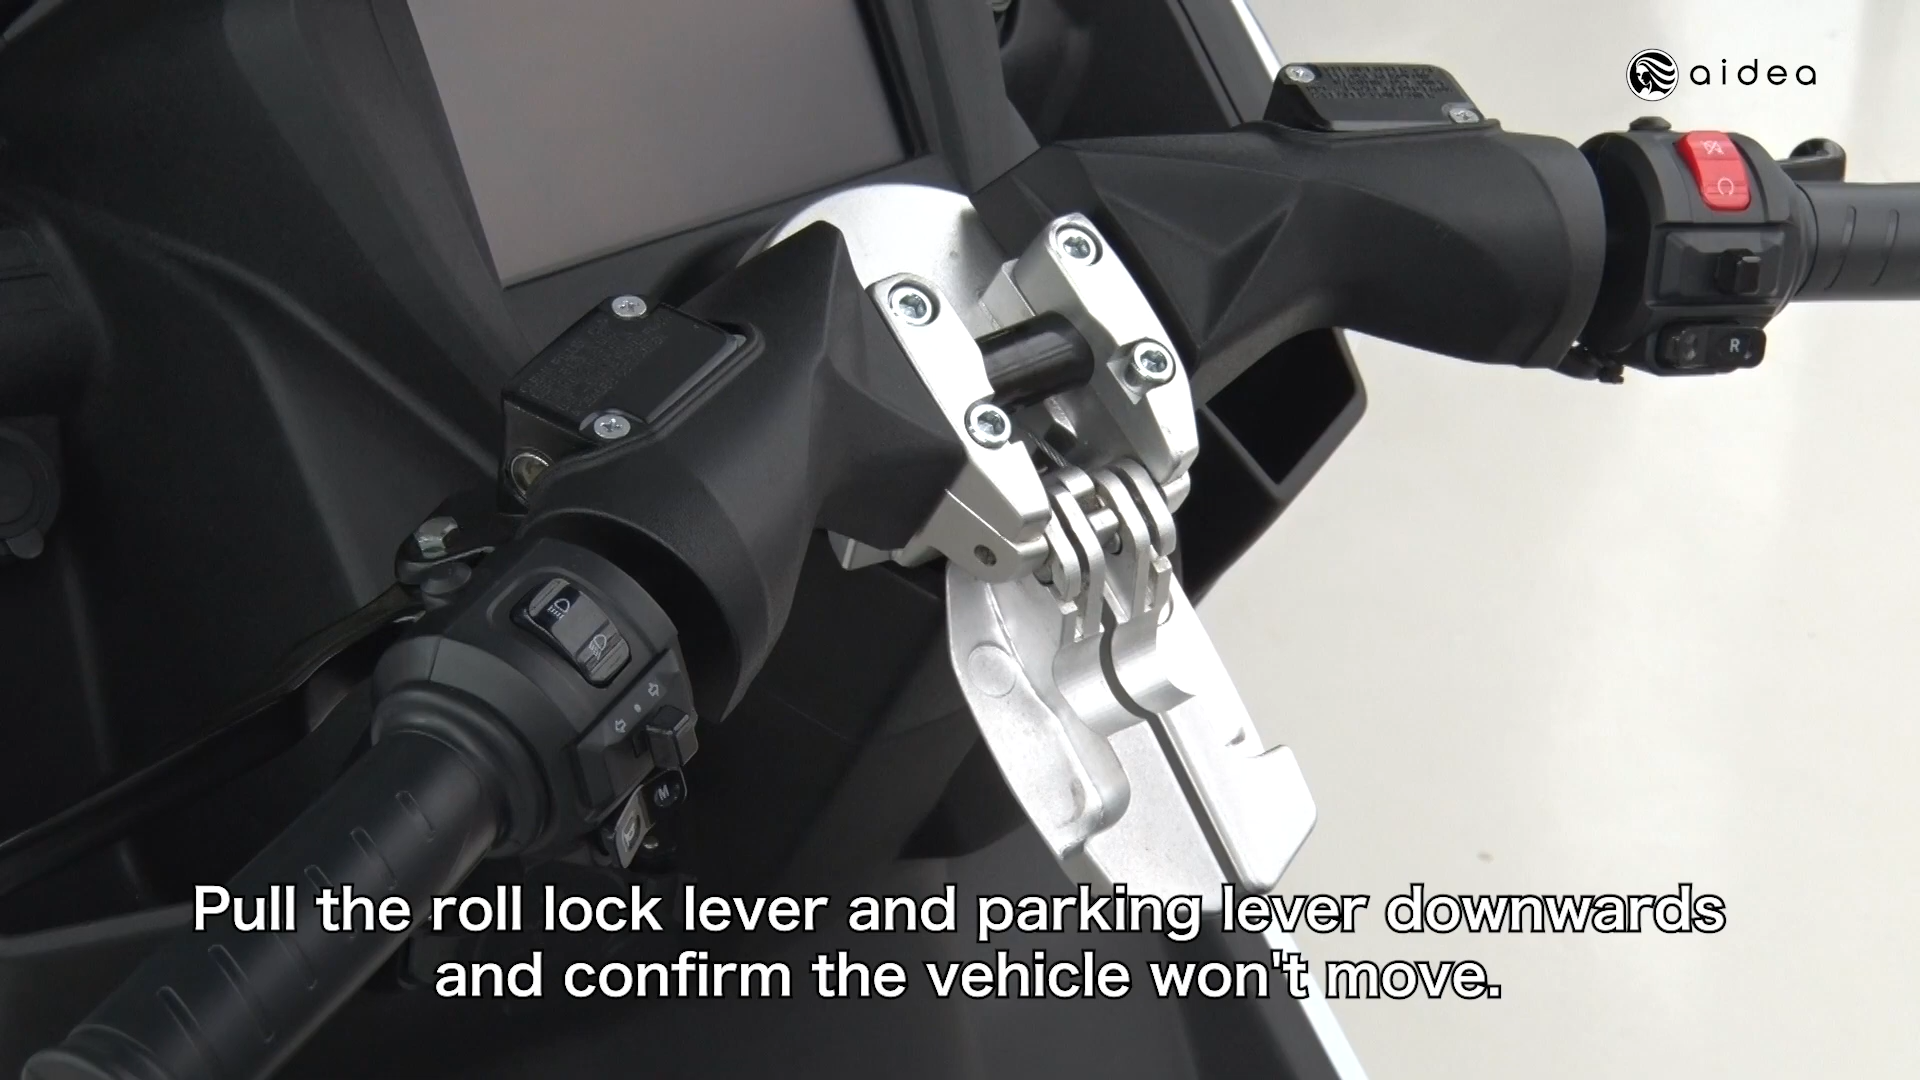 aidea
R
M
Pull the roll lock lever and parking lever downwards
and confirm the vehicle won't move.